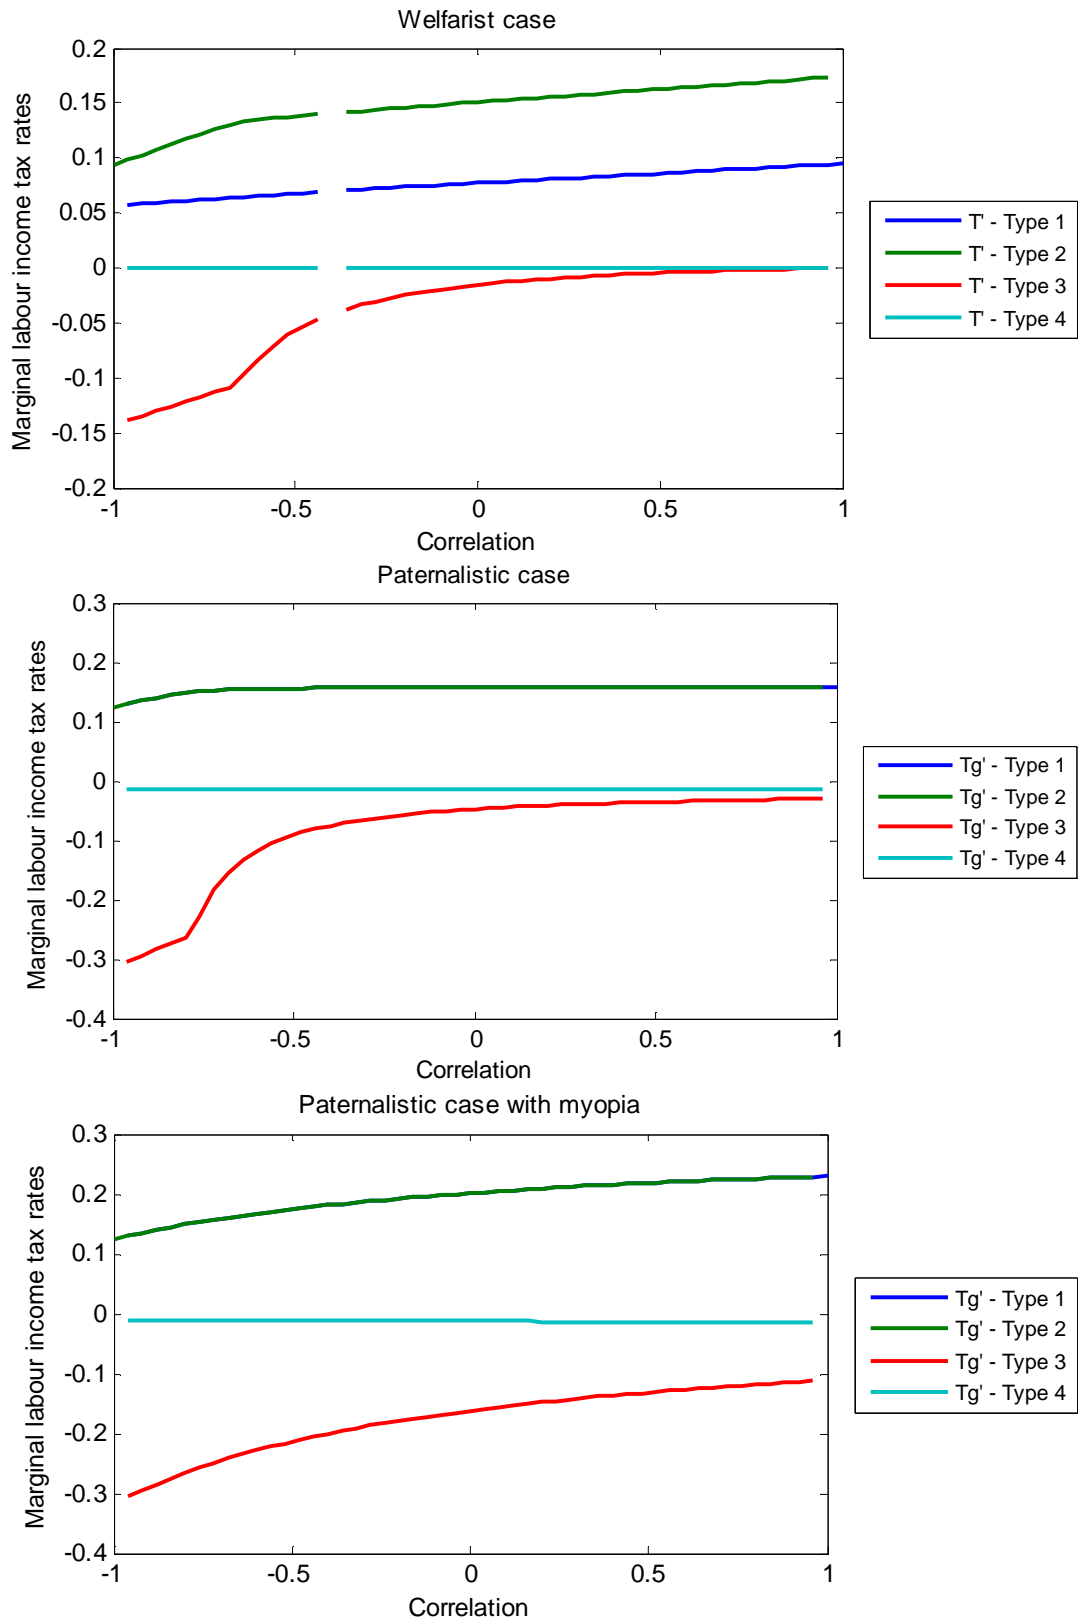 Welfarist case
Marginal labour income tax rates
0.2
0.15
0.1
0.05
0
-0.05
-0.1
-0.15
-0.2
-1
-0.5
0
0.5
1
Correlation
T' - Type 1
T' - Type 2
T' - Type 3
T' - Type 4
Paternalistic case
Marginal labour income tax rates
0.3
0.2
0.1
0
-0.1
-0.2
-0.3
-0.4
-1
-0.5
0
0.5
1
Correlation
Tg' - Type 1
Tg' - Type 2
Tg' - Type 3
Tg' - Type 4
Paternalistic case with myopia
Marginal labour income tax rates
0.3
0.2
0.1
0
-0.1
-0.2
-0.3
-0.4
-1
-0.5
0
0.5
1
Correlation
Tg' - Type 1
Tg' - Type 2
Tg' - Type 3
Tg' - Type 4